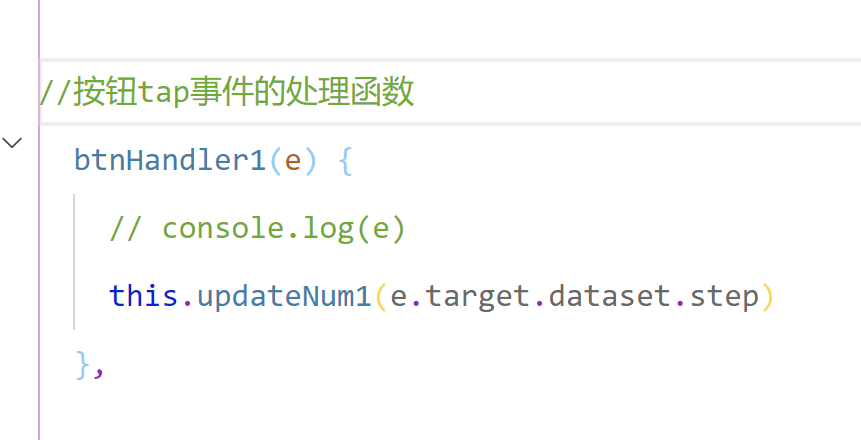 //按钮tap事件的处理函数
btnHandler1(e) {
// console.log(e)
this.updateNum1(e.target.dataset.step)
},